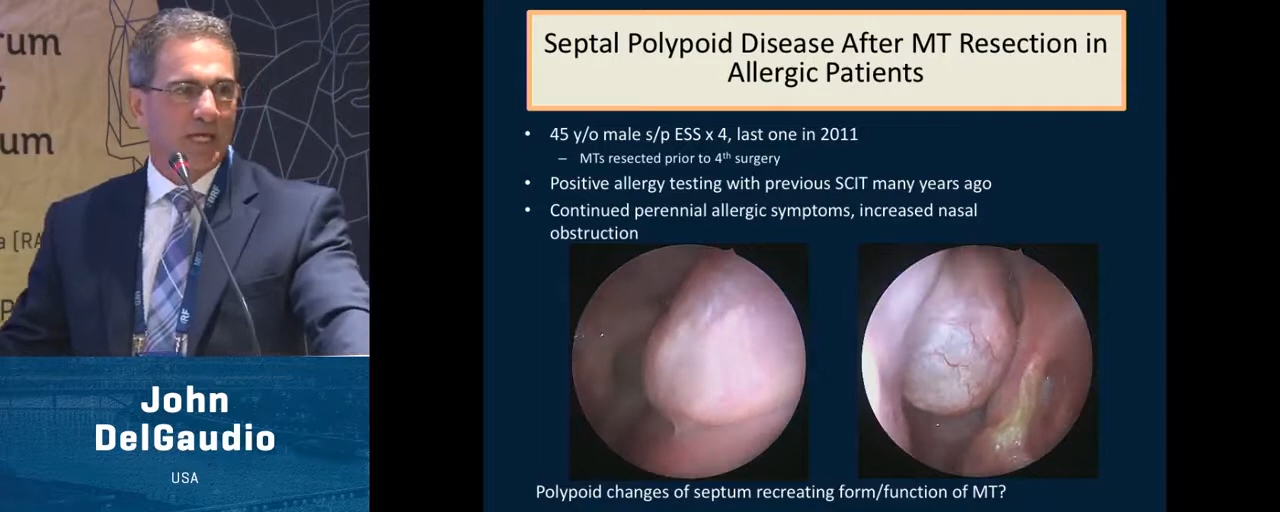 rum
&
um
a [RA
P
John
DelGaudio
USA
Septal Polypoid Disease After MT Resection in
Allergic Patients
• 45 y/o male s/p ESS x 4, last one in 2011
– MTs resected prior to 4th surgery
• Positive allergy testing with previous SCIT many years ago
• Continued perennial allergic symptoms, increased nasal
obstruction
Polypoid changes of septum recreating form/function of MT?